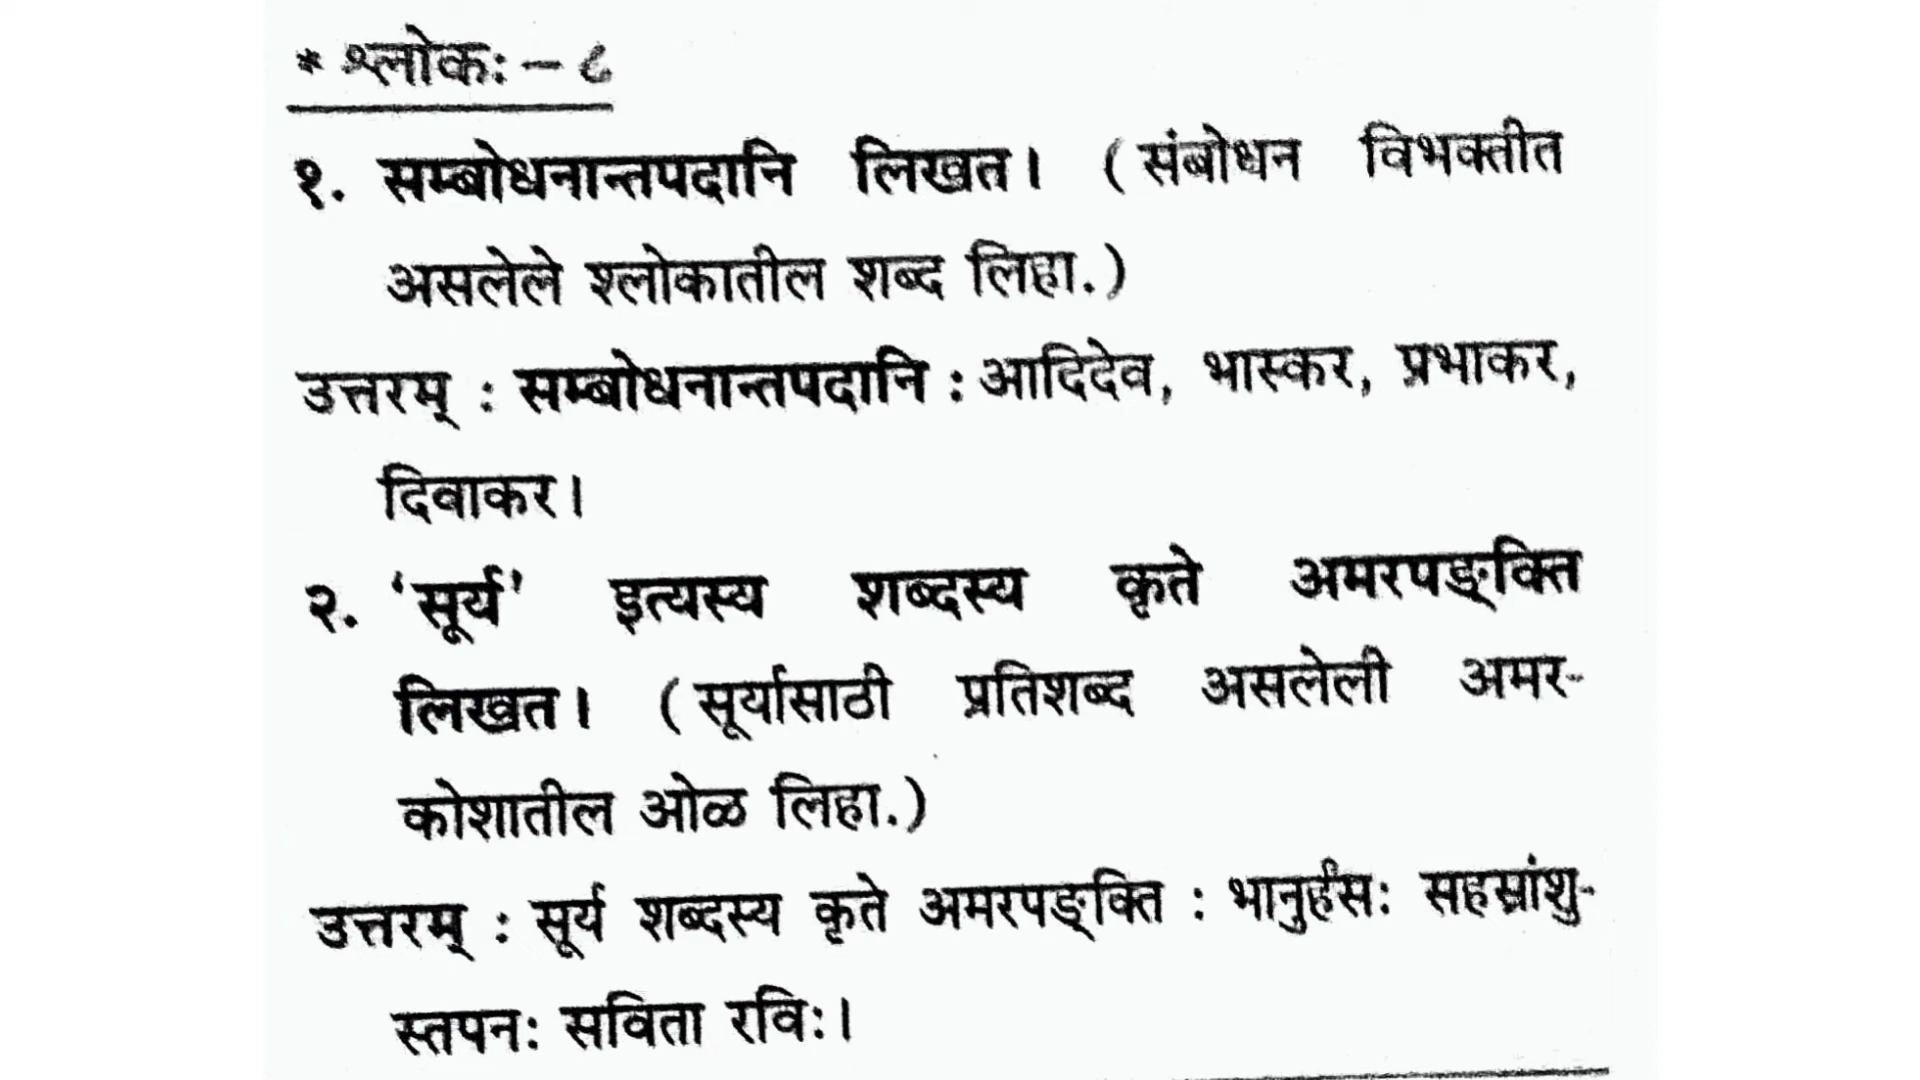 * श्लोकः – ८
१. सम्बोधनान्तपदानि लिखत। (संबोधन विभक्तीत
असलेले श्लोकातील शब्द लिहा.)
उत्तरम् : सम्बोधनान्तपदानि : आदिदेव, भास्कर, प्रभाकर,
दिवाकर।
२. ‘सूर्य’ इत्यस्य शब्दस्य कृते अमरपङ्क्ति
लिखत। (सूर्यासाठी प्रतिशब्द असलेली अमर-
कोशातील ओळ लिहा.)
उत्तरम् : सूर्य शब्दस्य कृते अमरपङ्क्ति : भानुर्हंसः सहस्रांशु-
स्तपनः सविता रविः।